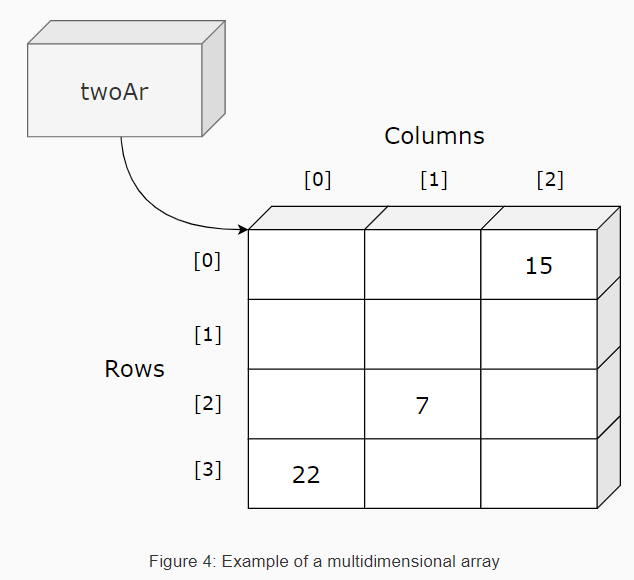 twoAr
Columns
[0] [1] [2]
[0] 15
[1]
Rows
[2] 7
[3] 22
Figure 4: Example of a multidimensional array